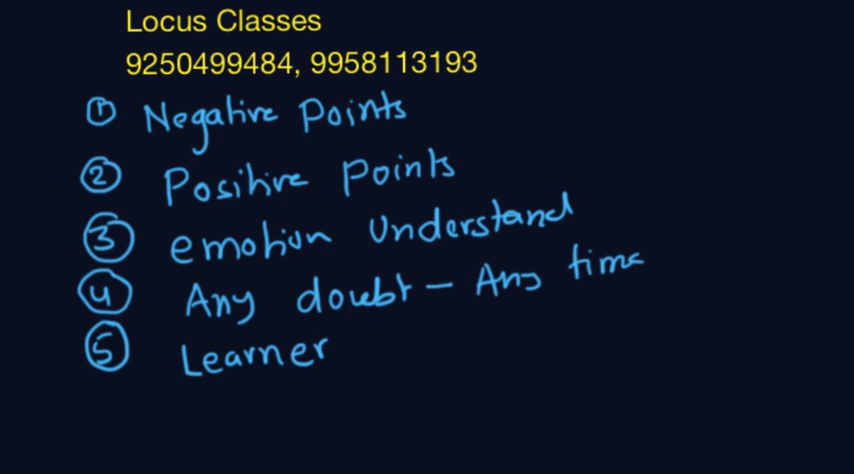 Locus Classes
9250499484, 9958113193
① Negative Points
② Positive Points
③ emotion Understand
④ Any doubt - Any time
⑤ Learner